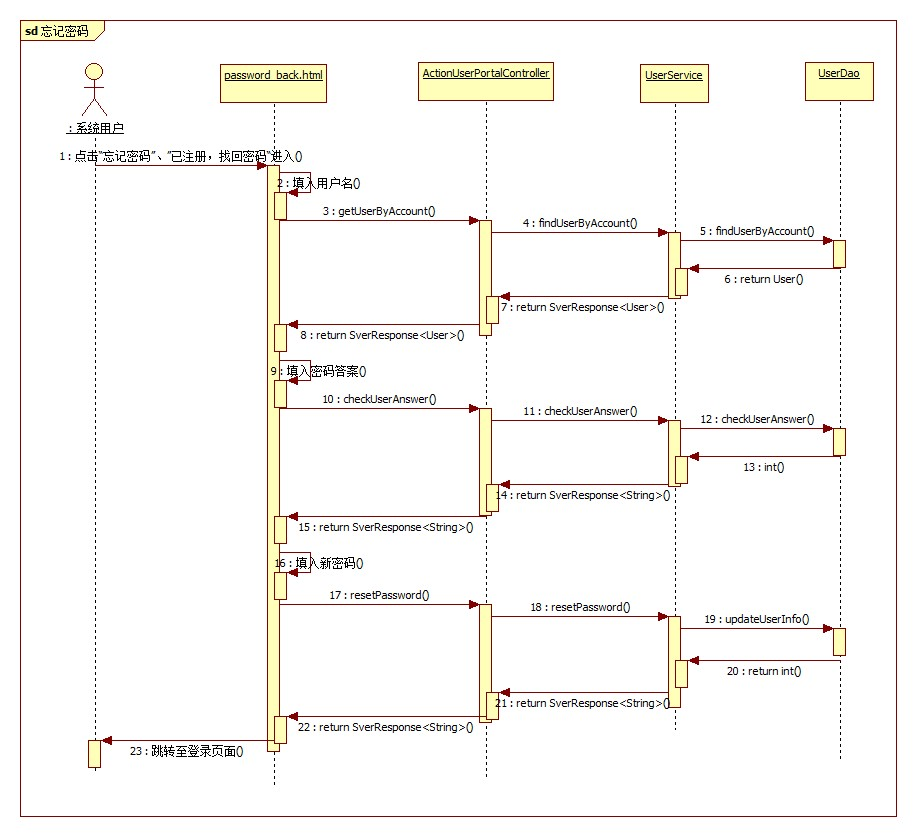 sd 忘记密码
password_back.html
ActionUserPortalController
UserService
UserDao
: 系统用户
1 : 点击"忘记密码"、"已注册，找回密码"进入()
2 : 填入用户名()
3 : getUserByAccount()
4 : findUserByAccount()
5 : findUserByAccount()
6 : return User()
7 : return SverResponse<User>()
8 : return SverResponse<User>()
9 : 填入密码答案()
10 : checkUserAnswer()
11 : checkUserAnswer()
12 : checkUserAnswer()
13 : int()
14 : return SverResponse<String>()
15 : return SverResponse<String>()
16 : 填入新密码()
17 : resetPassword()
18 : resetPassword()
19 : updateUserInfo()
20 : return int()
21 : return SverResponse<String>()
22 : return SverResponse<String>()
23 : 跳转至登录页面()